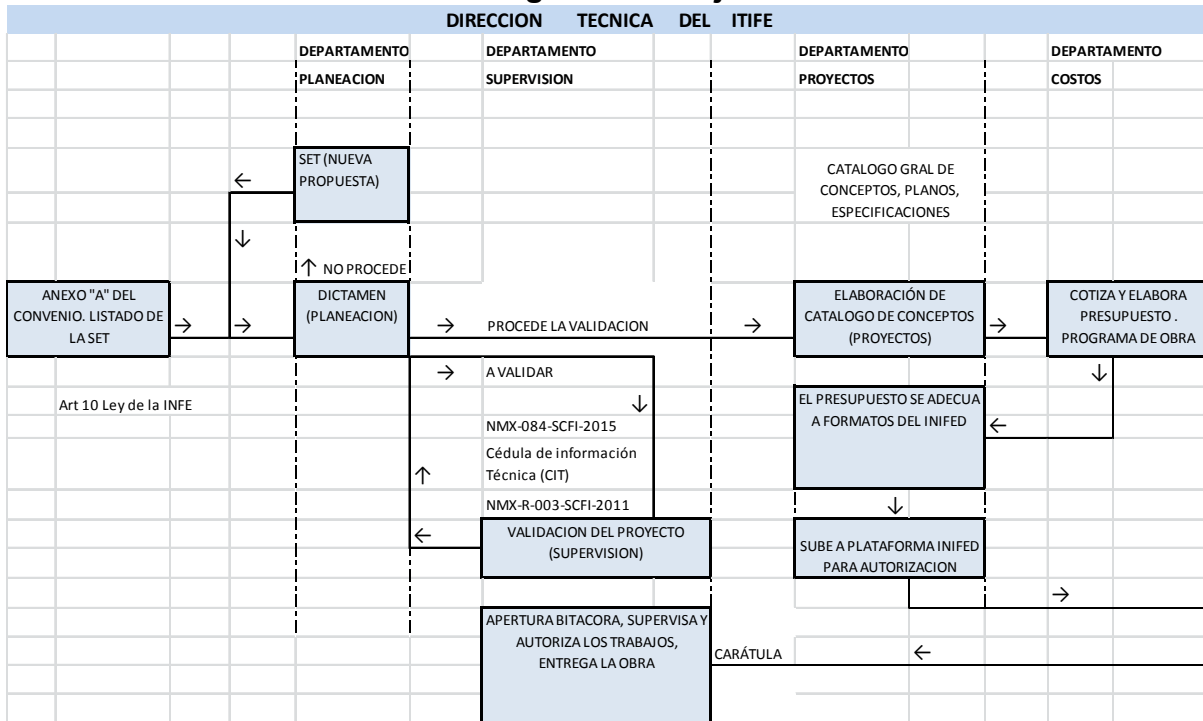 DIRECCION TECNICA DEL ITIFE
DEPARTAMENTO
PLANEACION
DEPARTAMENTO
SUPERVISION
DEPARTAMENTO
PROYECTOS
DEPARTAMENTO
COSTOS
SET (NUEVA
PROPUESTA)
CATALOGO GRAL DE
CONCEPTOS, PLANOS,
ESPECIFICACIONES
←
↓
↑ NO PROCEDE
ANEXO "A" DEL
CONVENIO. LISTADO DE
LA SET
→
→
DICTAMEN
(PLANEACION)
→
PROCEDE LA VALIDACION
→
ELABORACIÓN DE
CATALOGO DE CONCEPTOS
(PROYECTOS)
→
COTIZA Y ELABORA
PRESUPUESTO .
PROGRAMA DE OBRA
→
A VALIDAR
↓
↓
Art 10 Ley de la INFE
EL PRESUPUESTO SE ADECUA
A FORMATOS DEL INIFED
←
NMX-084-SCFI-2015
Cédula de información
Técnica (CIT)
↑
NMX-R-003-SCFI-2011
↓
←
VALIDACION DEL PROYECTO
(SUPERVISION)
SUBE A PLATAFORMA INIFED
PARA AUTORIZACION
→
APERTURA BITACORA, SUPERVISA Y
AUTORIZA LOS TRABAJOS,
ENTREGA LA OBRA
CARÁTULA
←